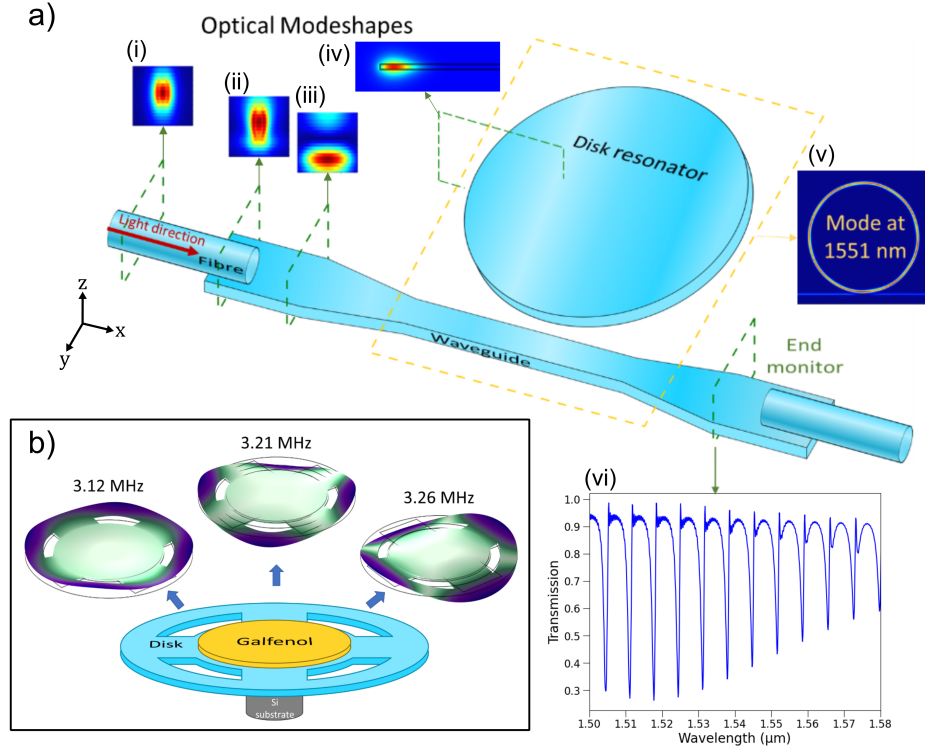 a)
Optical Modeshapes
(i)
(ii)
(iii)
(iv)
Disk resonator
(v)
Mode at
1551 nm
Light direction
Fibre
Waveguide
End
monitor
z
x
y
b)
3.12 MHz
3.21 MHz
3.26 MHz
Disk
Galfenol
Si
substrate
(vi)
Transmission
1.0
0.9
0.8
0.7
0.6
0.5
0.4
0.3
1.50 1.51 1.52 1.53 1.54 1.55 1.56 1.57 1.58
Wavelength (μm)